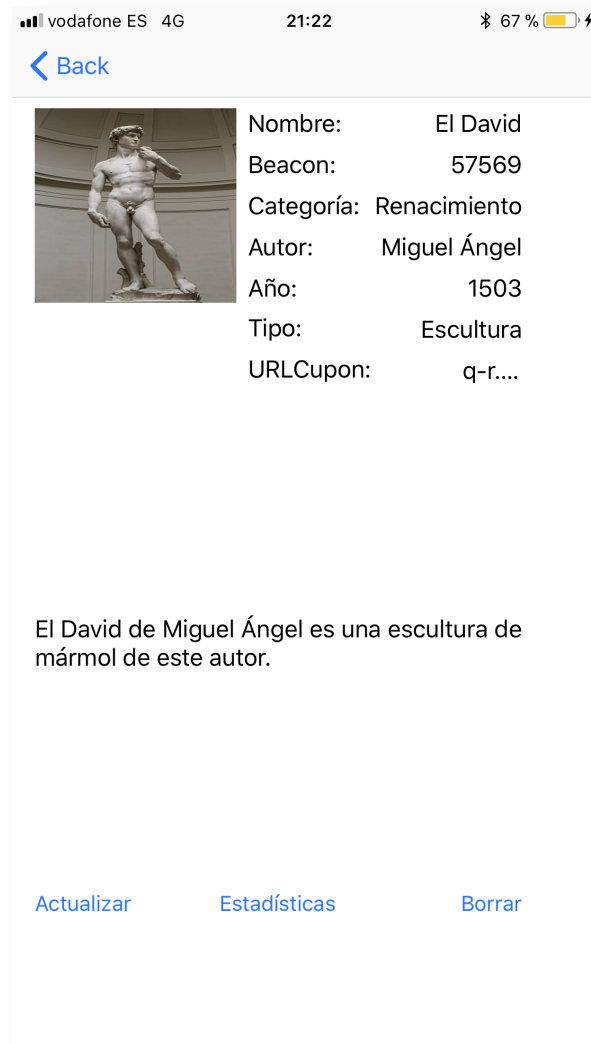 vodafone ES 4G 21:22 67 %
Back
Nombre: El David
Beacon: 57569
Categoría: Renacimiento
Autor: Miguel Ángel
Año: 1503
Tipo: Escultura
URLCupon: q-r....
El David de Miguel Ángel es una escultura de
mármol de este autor.
Actualizar Estadísticas Borrar